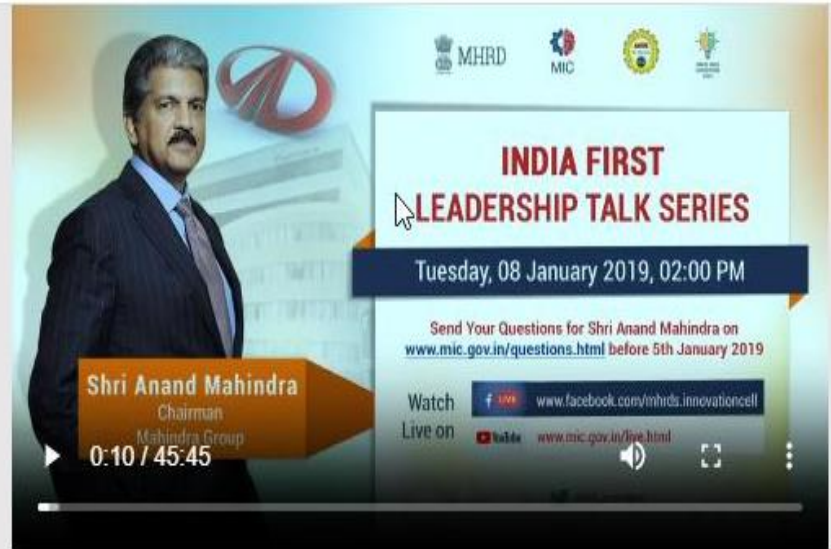 MHRD
MIC
INDIA FIRST
LEADERSHIP TALK SERIES
Tuesday, 08 January 2019, 02:00 PM
Send Your Questions for Shri Anand Mahindra on
www.mic.gov.in/questions.html before 5th January 2019
Shri Anand Mahindra
Chairman
Mahindra Group
Watch
Live on
f LIVE www.facebook.com/mhrds.innovationcell
YouTube www.mic.gov.in/live.html
0:10 / 45:45